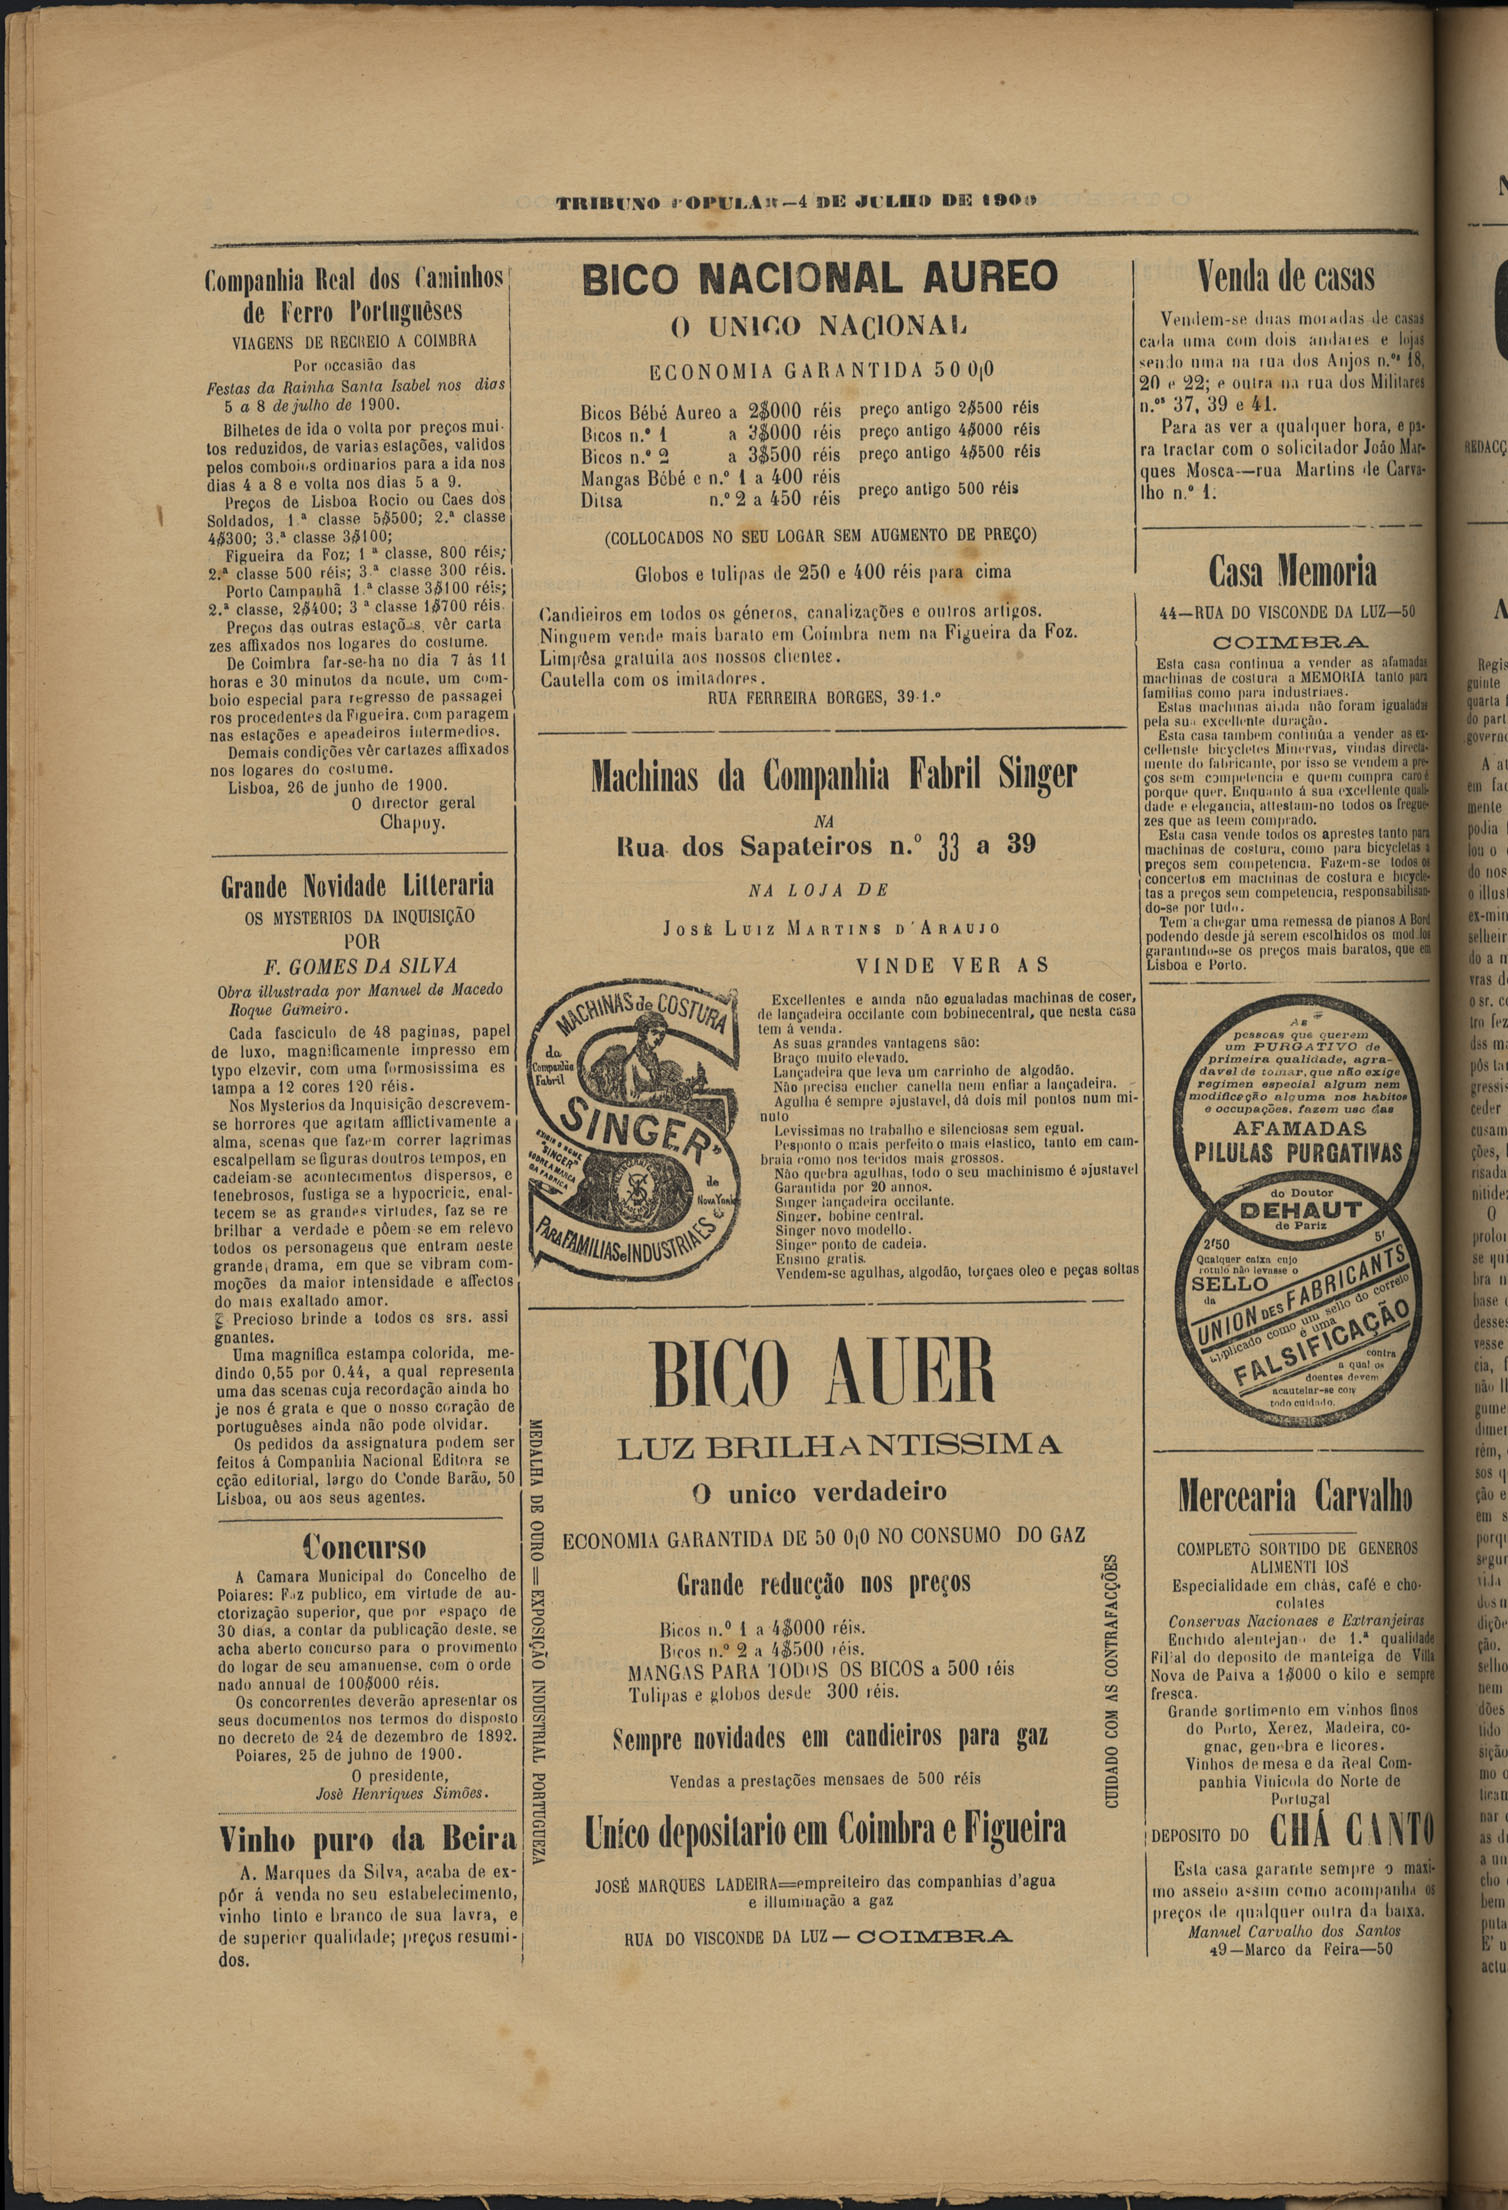 TRIBUNO POPULAR—4 DE JULHO DE 1900
Companhia Real dos Caminhos
de Ferro Portuguêses
VIAGENS DE RECREIO A COIMBRA
Por occasião das
Festas da Rainha Santa Isabel nos dias
5 a 8 de julho de 1900.
Bilhetes de ida o volta por preços mui-
tos reduzidos, de varias estações, validos
pelos comboios ordinarios para a ida nos
dias 4 a 8 e volta nos dias 5 a 9.
Preços de Lisboa Rocio ou Caes dos
Soldados, 1.ª classe 5$500; 2.ª classe
4$300; 3.ª classe 3$100;
Figueira da Foz; 1 ª classe, 800 réis;
2.ª classe 500 réis; 3.ª classe 300 réis.
Porto Campanhã 1.ª classe 3$100 réis;
2.ª classe, 2$400; 3 ª classe 1$700 réis.
Preços das outras estações, vêr carta
zes affixados nos logares do costume.
De Coimbra far-se-ha no dia 7 ás 11
horas e 30 minutos da noute, um com-
boio especial para regresso de passagei
ros procedentes da Figueira, com paragem
nas estações e apeadeiros intermedios.
Demais condições vêr cartazes affixados
nos logares do costume.
Lisboa, 26 de junho de 1900.
O director geral
Chapuy.
Grande Novidade Litteraria
OS MYSTERIOS DA INQUISIÇÃO
POR
F. GOMES DA SILVA
Obra illustrada por Manuel de Macedo
Roque Gameiro.
Cada fasciculo de 48 paginas, papel
de luxo, magnificamente impresso em
typo elzevir, com uma formosissima es
tampa a 12 cores 120 réis.
Nos Mysterios da Inquisição descrevem-
se horrores que agitam afflictivamente a
alma, scenas que fazem correr lagrimas
escalpellam se figuras doutros tempos, en
cadeiam-se acontecimentos dispersos, e
tenebrosos, fustiga se a hypocricia, enal-
tecem se as grandes virtudes, faz se re
brilhar a verdade e pôem-se em relevo
todos os personagens que entram neste
grande drama, em que se vibram com-
moções da maior intensidade e affectos
do mais exaltado amor.
Precioso brinde a todos os srs. assi
gnantes.
Uma magnifica estampa colorida, me-
dindo 0,55 por 0.44, a qual representa
uma das scenas cuja recordação ainda ho
je nos é grata e que o nosso coração de
portuguêses ainda não pode olvidar.
Os pedidos da assignatura podem ser
feitos á Companhia Nacional Editora se
cção editorial, largo do Conde Barão, 50
Lisboa, ou aos seus agentes.
Concurso
A Camara Municipal do Concelho de
Poiares: Faz publico, em virtude de au-
ctorização superior, que por espaço de
30 dias, a contar da publicação deste, se
acha aberto concurso para o provimento
do logar de seu amanuense, com o orde
nado annual de 100$000 réis.
Os concorrentes deverão apresentar os
seus documentos nos termos do disposto
no decreto de 24 de dezembro de 1892.
Poiares, 25 de juhno de 1900.
O presidente,
Josè Henriques Simões.
Vinho puro da Beira
A. Marques da Silva, acaba de ex-
pôr á venda no seu estabelecimento,
vinho tinto e branco de sua lavra, e
de superior qualidade; preços resumi-
dos.
BICO NACIONAL AUREO
O UNICO NACIONAL
ECONOMIA GARANTIDA 50 0|0
Bicos Bébé Aureo a 2$000 réis preço antigo 2$500 réis
Bicos n.º 1 a 3$000 réis preço antigo 4$000 réis
Bicos n.º 2 a 3$500 réis preço antigo 4$500 réis
Mangas Bébé e n.º 1 a 400 réis
Ditsa n.º 2 a 450 réis preço antigo 500 réis
(COLLOCADOS NO SEU LOGAR SEM AUGMENTO DE PREÇO)
Globos e tulipas de 250 e 400 réis para cima
Candieiros em todos os géneros, canalizações e outros artigos.
Ninguem vende mais barato em Coimbra nem na Figueira da Foz.
Limpêsa gratuita aos nossos clientes.
Cautella com os imitadores.
RUA FERREIRA BORGES, 39-1.º
Machinas da Companhia Fabril Singer
NA
Rua dos Sapateiros n.º 33 a 39
NA LOJA DE
JOSÉ LUIZ MARTINS D'ARAUJO
VINDE VER AS
MACHINAS de COSTURA
da
Companhia
Fabril
"SINGER"
EXIGIR O NOME
"SINGER"
SOBRE A MARCA
DA FABRICA
de
Nova York
PARA FAMILIAS e INDUSTRIAES
Excellentes e ainda não egualadas machinas de coser,
de lançadeira occilante com bobinecentral, que nesta casa
tem á venda.
As suas grandes vantagens são:
Braço muito elevado.
Lançadeira que leva um carrinho de algodão.
Não precisa encher canella nem enfiar a lançadeira.
Agulha é sempre ajustavel, dá dois mil pontos num mi-
nuto
Levissimas no trabalho e silenciosas sem egual.
Pesponto o mais perfeito o mais elastico, tanto em cam-
braia como nos tecidos mais grossos.
Não quebra agulhas, todo o seu machinismo é ajustavel
Garantida por 20 annos.
Singer lançadeira occilante.
Singer, bobine central.
Singer novo modello.
Singer ponto de cadeia.
Ensino gratis.
Vendem-se agulhas, algodão, torçaes oleo e peças soltas
BICO AUER
LUZ BRILHANTISSIMA
O unico verdadeiro
ECONOMIA GARANTIDA DE 50 0|0 NO CONSUMO DO GAZ
Grande reducção nos preços
Bicos n.º 1 a 4$000 réis.
Bicos n.º 2 a 4$500 réis.
MANGAS PARA TODOS OS BICOS a 500 réis
Tulipas e globos desde 300 réis.
Sempre novidades em candieiros para gaz
Vendas a prestações mensaes de 500 réis
Unico depositario em Coimbra e Figueira
JOSÉ MARQUES LADEIRA=empreiteiro das companhias d'agua
e illuminação a gaz
RUA DO VISCONDE DA LUZ — COIMBRA
MEDALHA DE OURO = EXPOSIÇÃO INDUSTRIAL PORTUGUEZA
CUIDADO COM AS CONTRAFACÇÕES
Venda de casas
Vendem-se duas moradas de casas
cada uma com dois andares e lojas
sendo uma na rua dos Anjos n.ºs 18,
20 e 22; e outra na rua dos Militares
n.ºs 37, 39 e 41.
Para as ver a qualquer hora, e pa-
ra tractar com o solicitador João Mar-
ques Mosca—rua Martins de Carva-
lho n.º 1.
Casa Memoria
44—RUA DO VISCONDE DA LUZ—50
COIMBRA
Esta casa continua a vender as afamadas
machinas de costura a MEMORIA tanto para
familias como para industriaes.
Estas machinas ainda não foram igualadas
pela sua excellente duração.
Esta casa tambem continúa a vender as ex-
cellenste bicycletes Minervas, vindas directa-
mente do fabricante, por isso se vendem a pre-
ços sem competencia e quem compra caro é
porque quer. Enquanto á sua excellente quali-
dade e elegancia, attestam-no todos os fregue-
zes que as teem comprado.
Esta casa vende todos os aprestes tanto para
machinas de costura, como para bicycletas a
preços sem competencia. Fazem-se todos os
concertos em machinas de costura e bicycle-
tas a preços sem competencia, responsabilisan-
do-se por tudo.
Tem a chegar uma remessa de pianos A Bord
podendo desde já serem escolhidos os mod los
garantindo-se os preços mais baratos, que em
Lisboa e Porto.
As
pessoas que querem
um PURGATIVO de
primeira qualidade, agra-
davel de tomar, que não exige
regimen especial algum nem
modificação alguma nos habitos
e occupações, fazem uso das
AFAMADAS
PILULAS PURGATIVAS
do Doutor
DEHAUT
de Pariz
2f50
5f
Qualquer caixa cujo
rotulo não levasse o
SELLO
da
UNION DES FABRICANTS
applicado como um sello do correio
é uma
FALSIFICAÇÃO
contra
a qual os
doentes devem
acautelar-se com
todo cuidado.
Mercearia Carvalho
COMPLETO SORTIDO DE GENEROS
ALIMENTI IOS
Especialidade em chás, café e cho-
colates
Conservas Nacionaes e Extranjeiras
Enchido alentejano de 1.ª qualidade
Filial do deposito de manteiga de Villa
Nova de Paiva a 1$000 o kilo e sempre
fresca.
Grande sortimento em vinhos finos
do Porto, Xerez, Madeira, co-
gnac, genebra e licores.
Vinhos de mesa e da Real Com-
panhia Vinicola do Norte de
Portugal
DEPOSITO DO CHÁ CANTO
Esta casa garante sempre o maxi-
mo asseio assim como acompanha os
preços de qualquer outra da baixa.
Manuel Carvalho dos Santos
49—Marco da Feira—50